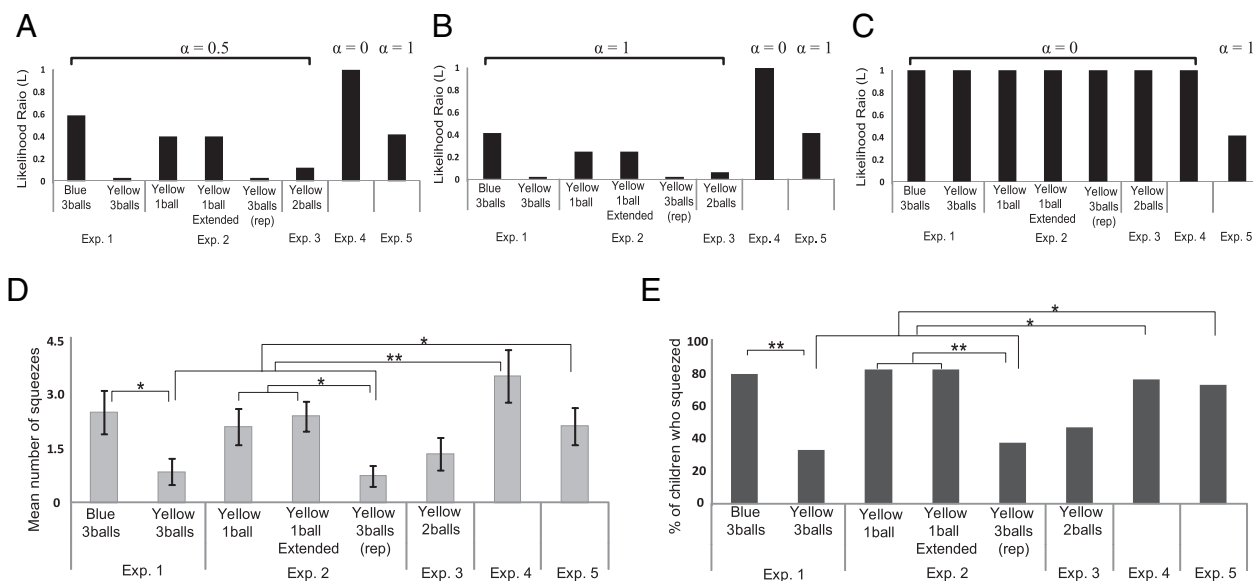 A
α = 0.5
α = 0
α = 1
Likelihood Raio (L)
1
0.8
0.6
0.4
0.2
0
Blue
3balls
Yellow
3balls
Yellow
1ball
Yellow
1ball
Extended
Yellow
3balls
(rep)
Yellow
2balls
Exp. 1
Exp. 2
Exp. 3
Exp. 4
Exp. 5
B
α = 1
α = 0
α = 1
Likelihood Raio (L)
1
0.8
0.6
0.4
0.2
0
Blue
3balls
Yellow
3balls
Yellow
1ball
Yellow
1ball
Extended
Yellow
3balls
(rep)
Yellow
2balls
Exp. 1
Exp. 2
Exp. 3
Exp. 4
Exp. 5
C
α = 0
α = 1
Likelihood Raio (L)
1
0.8
0.6
0.4
0.2
0
Blue
3balls
Yellow
3balls
Yellow
1ball
Yellow
1ball
Extended
Yellow
3balls
(rep)
Yellow
2balls
Exp. 1
Exp. 2
Exp. 3
Exp. 4
Exp. 5
D
Mean number of squeezes
4.5
3.0
1.5
0
*
*
**
*
Blue
3balls
Yellow
3balls
Yellow
1ball
Yellow
1ball
Extended
Yellow
3balls
(rep)
Yellow
2balls
Exp. 1
Exp. 2
Exp. 3
Exp. 4
Exp. 5
E
% of children who squeezed
100
80
60
40
20
0
**
*
*
**
Blue
3balls
Yellow
3balls
Yellow
1ball
Yellow
1ball
Extended
Yellow
3balls
(rep)
Yellow
2balls
Exp. 1
Exp. 2
Exp. 3
Exp. 4
Exp. 5